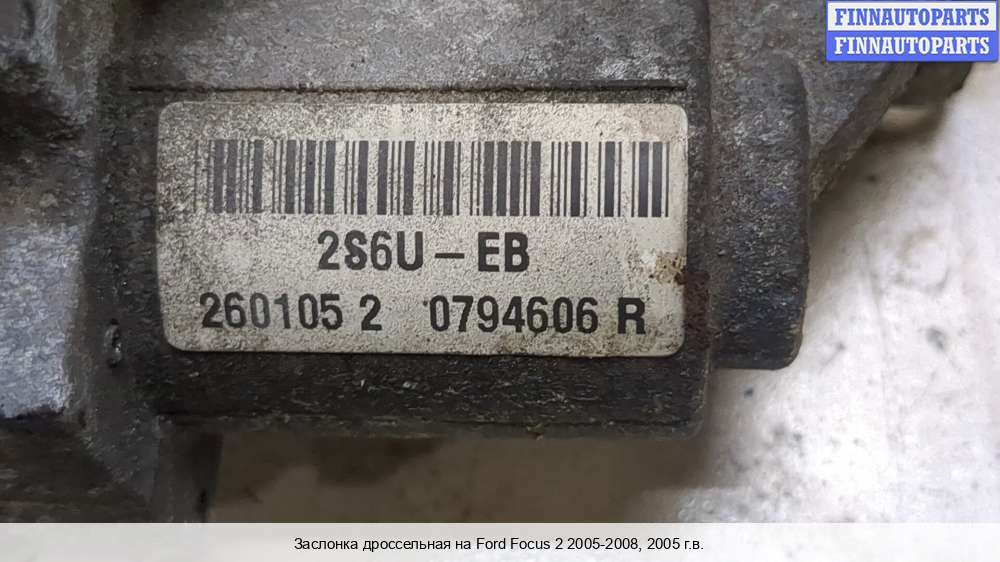 FINNAUTOPARTS
FINNAUTOPARTS
2S6U – EB
260105 2 0794606 R
Заслонка дроссельная на Ford Focus 2 2005-2008, 2005 г.в.